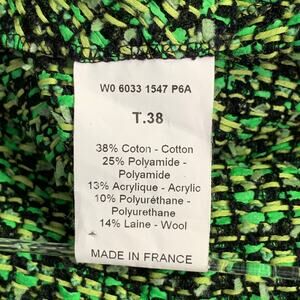 W0 6033 1547 P6A
T.38
38% Coton - Cotton
25% Polyamide -
Polyamide
13% Acrylique - Acrylic
10% Polyuréthane -
Polyurethane
14% Laine - Wool
MADE IN FRANCE